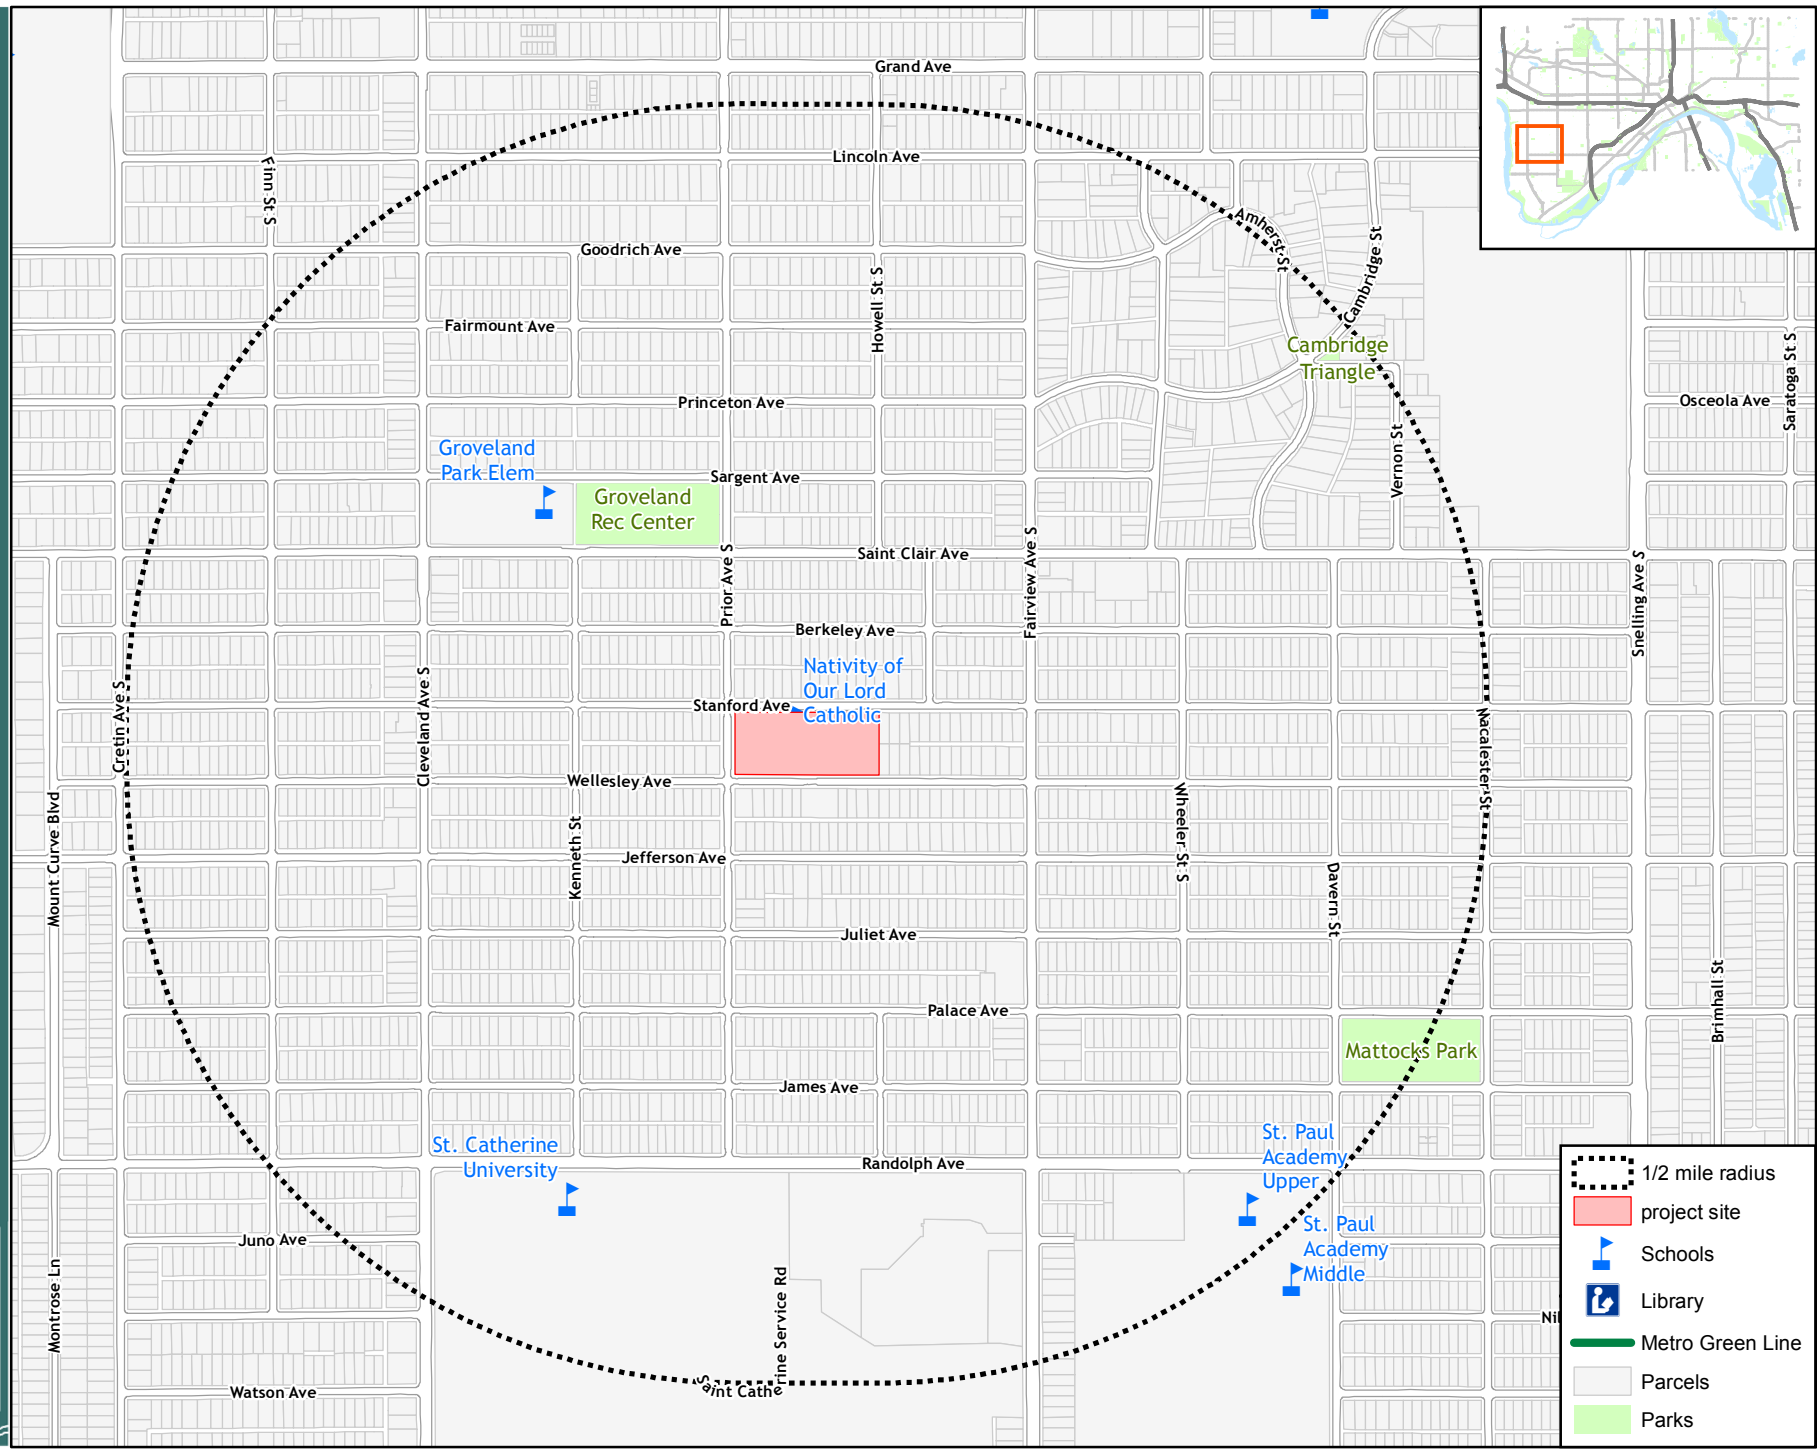 Grand Ave
Lincoln Ave
Finn St S
Goodrich Ave
Amherst St
Cambridge St
Howell St S
Fairmount Ave
Cambridge
Triangle
Saratoga St S
Osceola Ave
Princeton Ave
Groveland
Park Elem
Vernon St
Sargent Ave
Groveland
Rec Center
Saint Clair Ave
Prior Ave S
Fairview Ave S
Snelling Ave S
Berkeley Ave
Nativity of
Our Lord
Catholic
Stanford Ave
Cretin Ave S
Cleveland Ave S
Macalester St
Wellesley Ave
Wheeler St S
Mount Curve Blvd
Kenneth St
Jefferson Ave
Davern St
Juliet Ave
Brimhall St
Palace Ave
Mattocks Park
James Ave
St. Catherine
University
St. Paul
Academy
Upper
Randolph Ave
St. Paul
Academy
Middle
Juno Ave
Montrose Ln
Saint Catherine Service Rd
Watson Ave
1/2 mile radius
project site
Schools
Library
Metro Green Line
Parcels
Parks